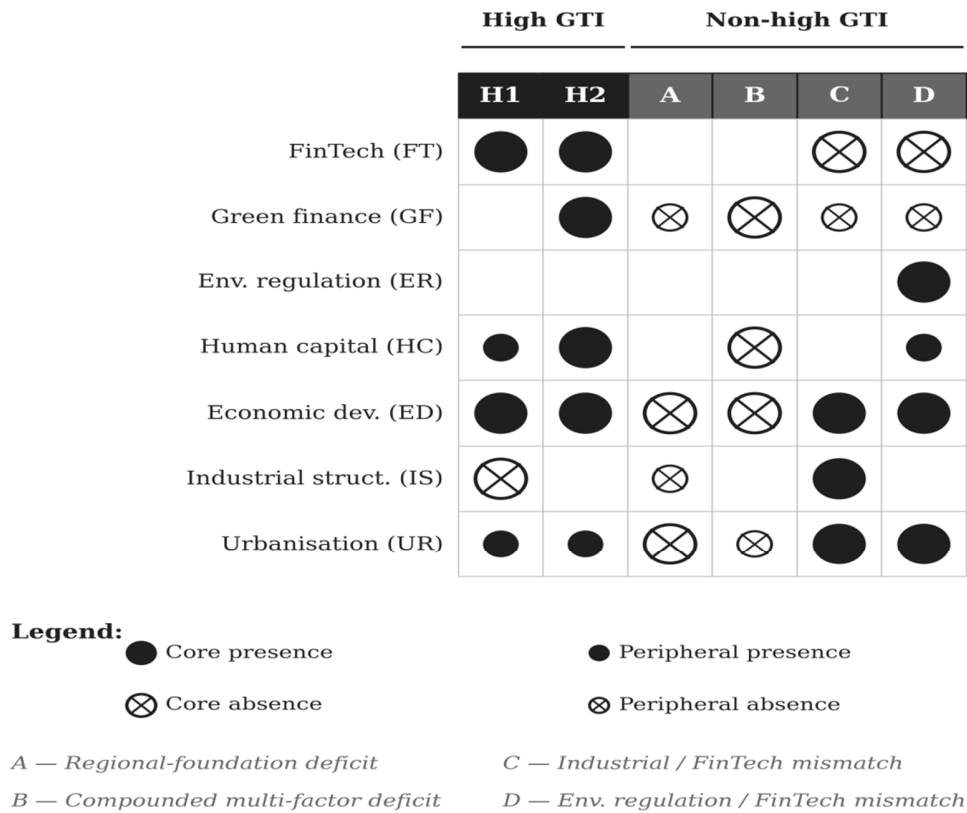 High GTI Non-high GTI
H1 H2 A B C D
FinTech (FT)
Green finance (GF)
Env. regulation (ER)
Human capital (HC)
Economic dev. (ED)
Industrial struct. (IS)
Urbanisation (UR)
Legend:
Core presence Peripheral presence
Core absence Peripheral absence
A — Regional-foundation deficit C — Industrial / FinTech mismatch
B — Compounded multi-factor deficit D — Env. regulation / FinTech mismatch